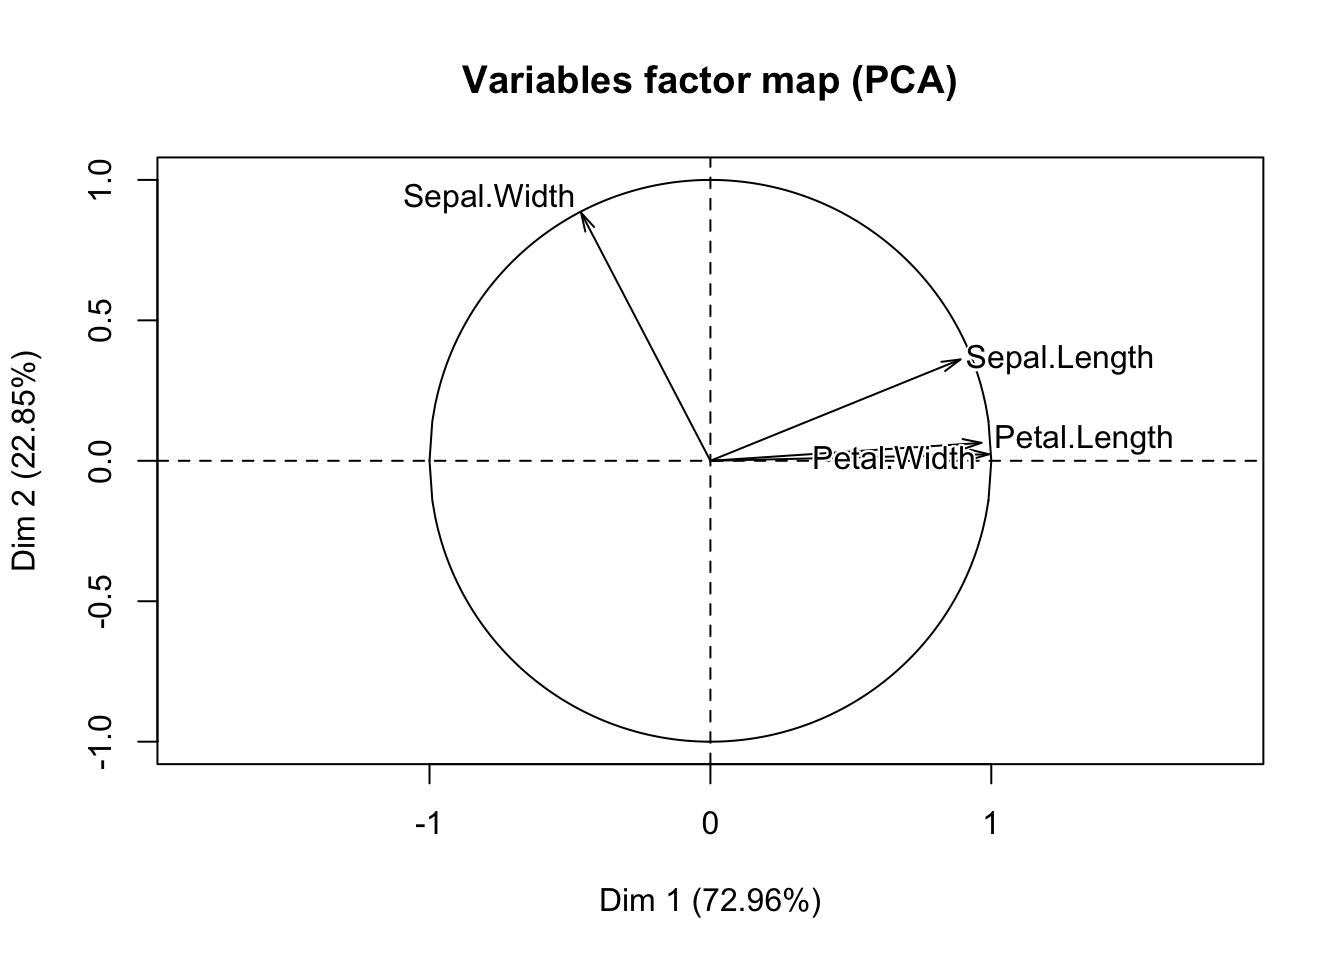 Variables factor map (PCA)
Sepal.Width
Sepal.Length
Petal.Length
Petal.Width
1.0
0.5
0.0
-0.5
-1.0
Dim 2 (22.85%)
-1
0
1
Dim 1 (72.96%)